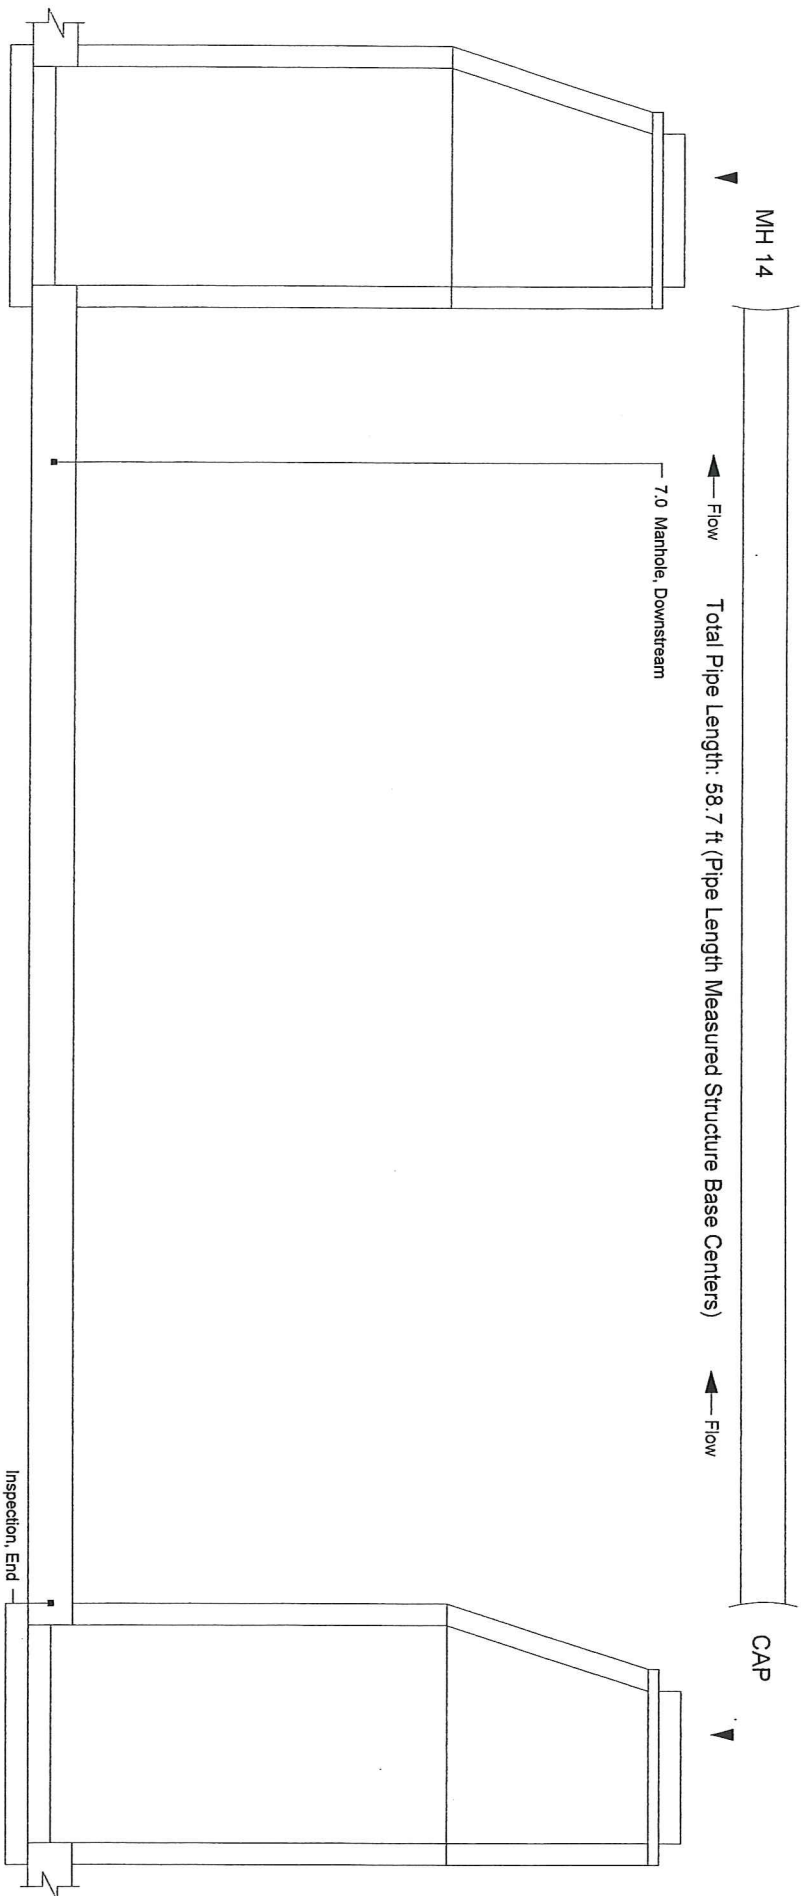 MH 14
CAP
Flow
Total Pipe Length: 58.7 ft (Pipe Length Measured Structure Base Centers)
Flow
7.0 Manhole, Downstream
Inspection, End